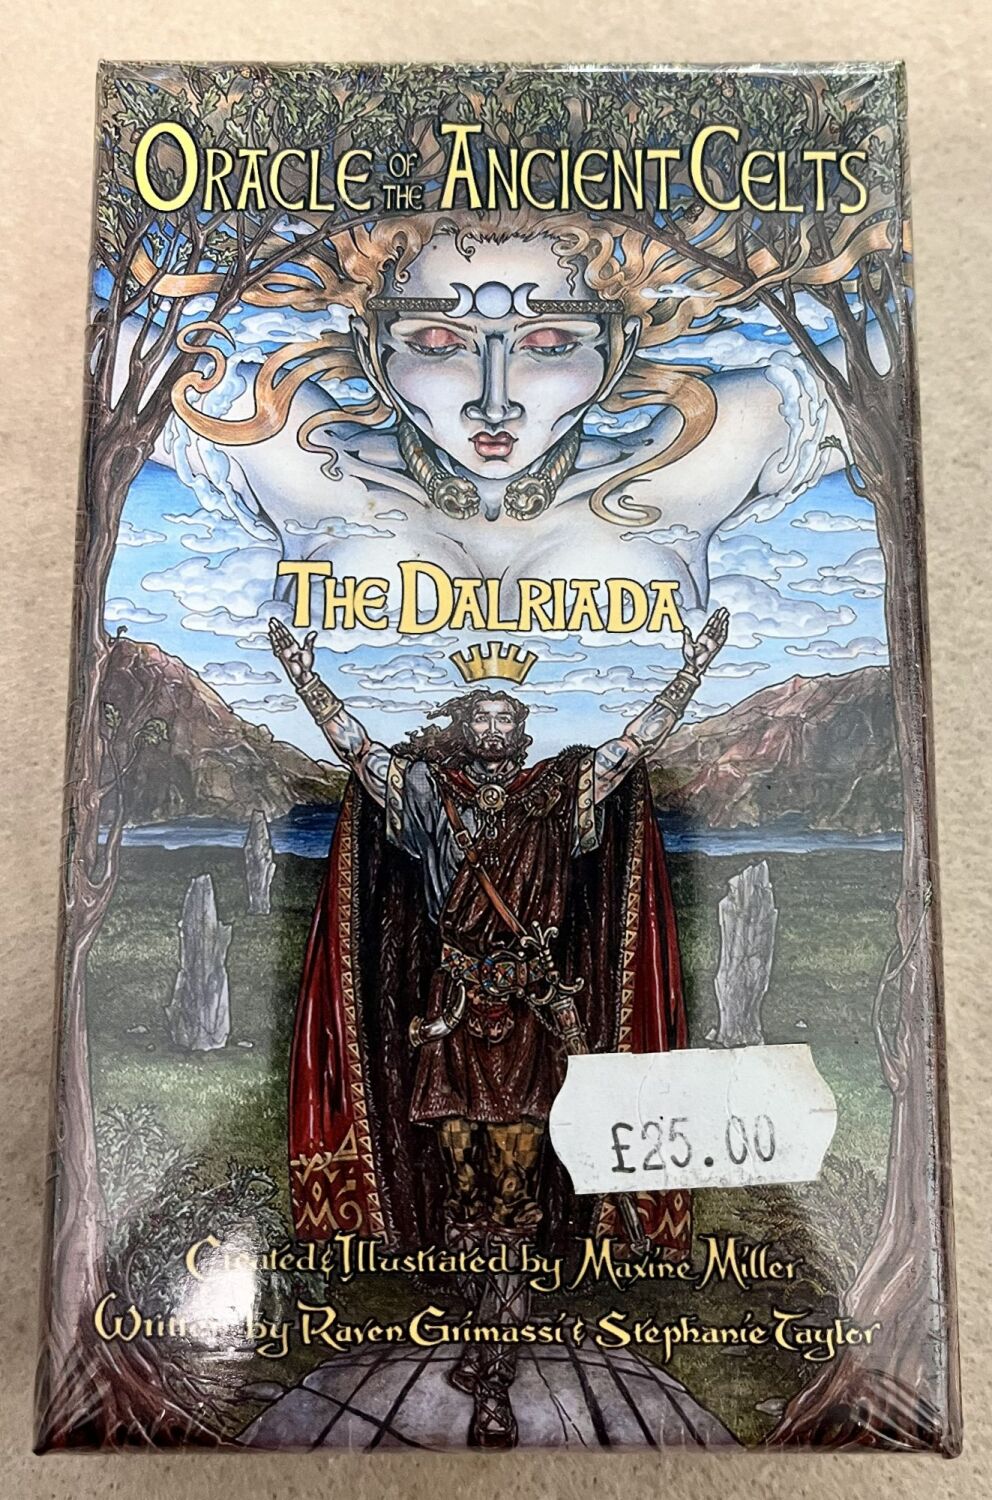 ORACLE OF THE ANCIENT CELTS
THE DALRIADA
£25.00
Created & Illustrated by Maxine Miller
Written by Raven Grimassi & Stephanie Taylor